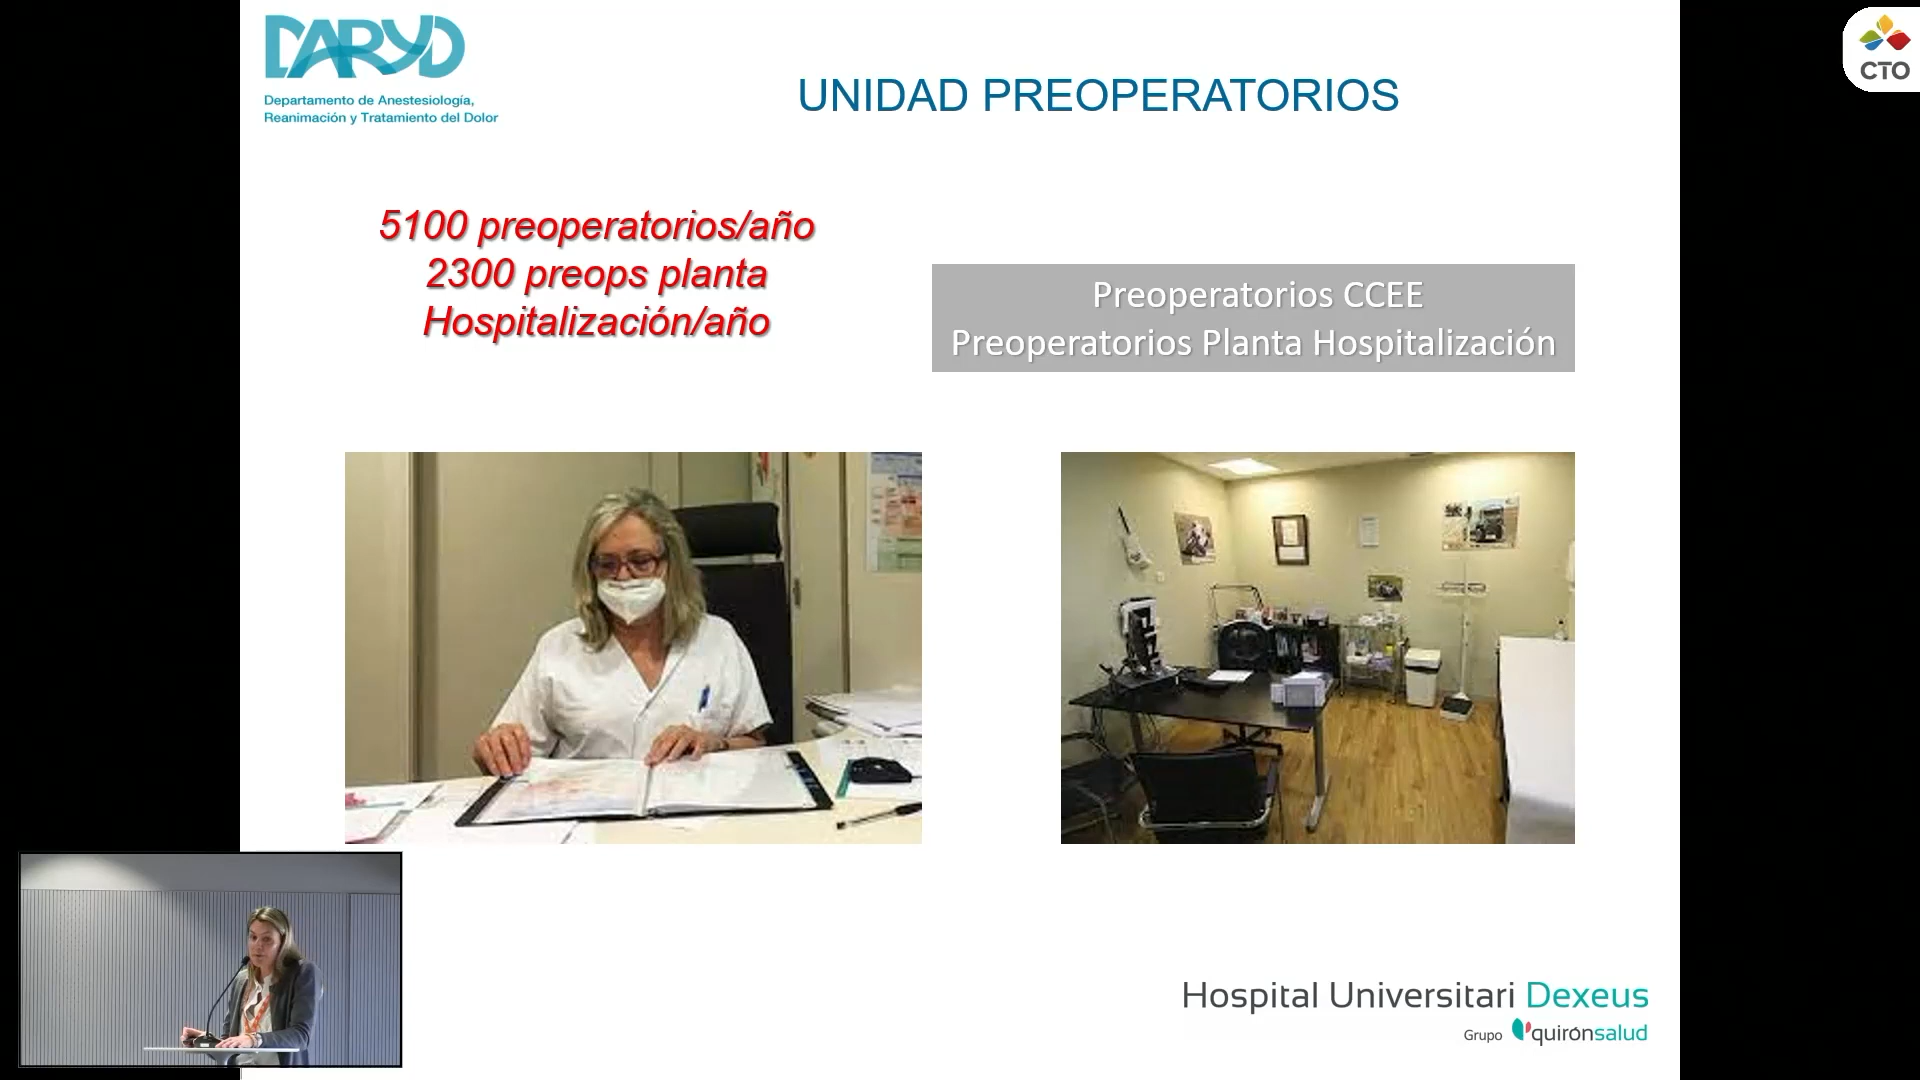 DARYD
Departamento de Anestesiología,
Reanimación y Tratamiento del Dolor
UNIDAD PREOPERATORIOS
CTO
5100 preoperatorios/año
2300 preops planta
Hospitalización/año
Preoperatorios CCEE
Preoperatorios Planta Hospitalización
Hospital Universitari Dexeus
Grupo quirónsalud